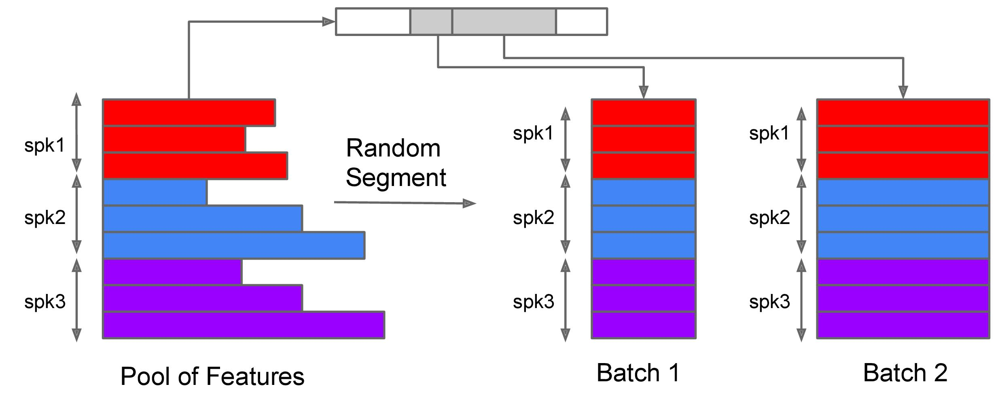 spk1
spk2
spk3
Pool of Features
Random
Segment
spk1
spk2
spk3
Batch 1
spk1
spk2
spk3
Batch 2